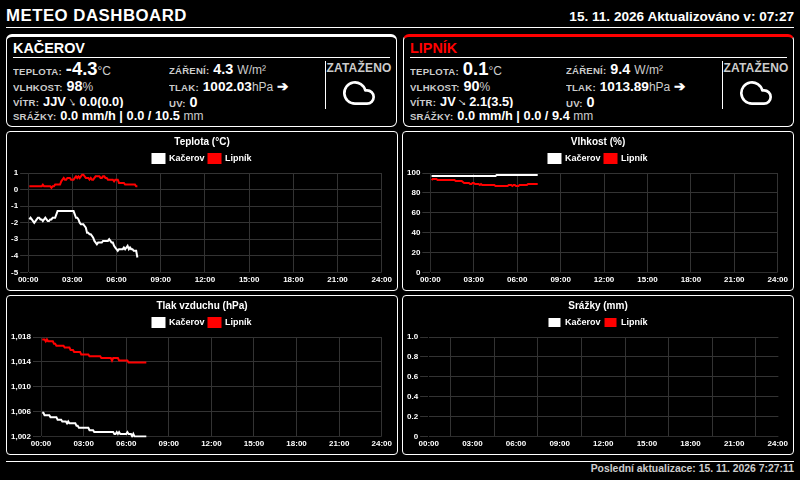 METEO DASHBOARD
15. 11. 2026 Aktualizováno v: 07:27
KAČEROV
TEPLOTA: -4.3°C
ZÁŘENÍ: 4.3 W/m²
VLHKOST: 98%
TLAK: 1002.03hPa ➔
VÍTR: JJV → 0.0(0.0)
UV: 0
SRÁŽKY: 0.0 mm/h | 0.0 / 10.5 mm
ZATAŽENO
LIPNÍK
TEPLOTA: 0.1°C
ZÁŘENÍ: 9.4 W/m²
VLHKOST: 90%
TLAK: 1013.89hPa ➔
VÍTR: JZ → 2.1(3.5)
UV: 0
SRÁŽKY: 0.0 mm/h | 0.0 / 9.4 mm
ZATAŽENO
Teplota (°C)
Kačerov Lipník
1
0
-1
-2
-3
-4
-5
00:00 03:00 06:00 09:00 12:00 15:00 18:00 21:00 24:00
Vlhkost (%)
Kačerov Lipník
100
80
60
40
20
0
00:00 03:00 06:00 09:00 12:00 15:00 18:00 21:00 24:00
Tlak vzduchu (hPa)
Kačerov Lipník
1,018
1,014
1,010
1,006
1,002
00:00 03:00 06:00 09:00 12:00 15:00 18:00 21:00 24:00
Srážky (mm)
Kačerov Lipník
1.0
0.8
0.6
0.4
0.2
0
00:00 03:00 06:00 09:00 12:00 15:00 18:00 21:00 24:00
Poslední aktualizace: 15. 11. 2026 7:27:11